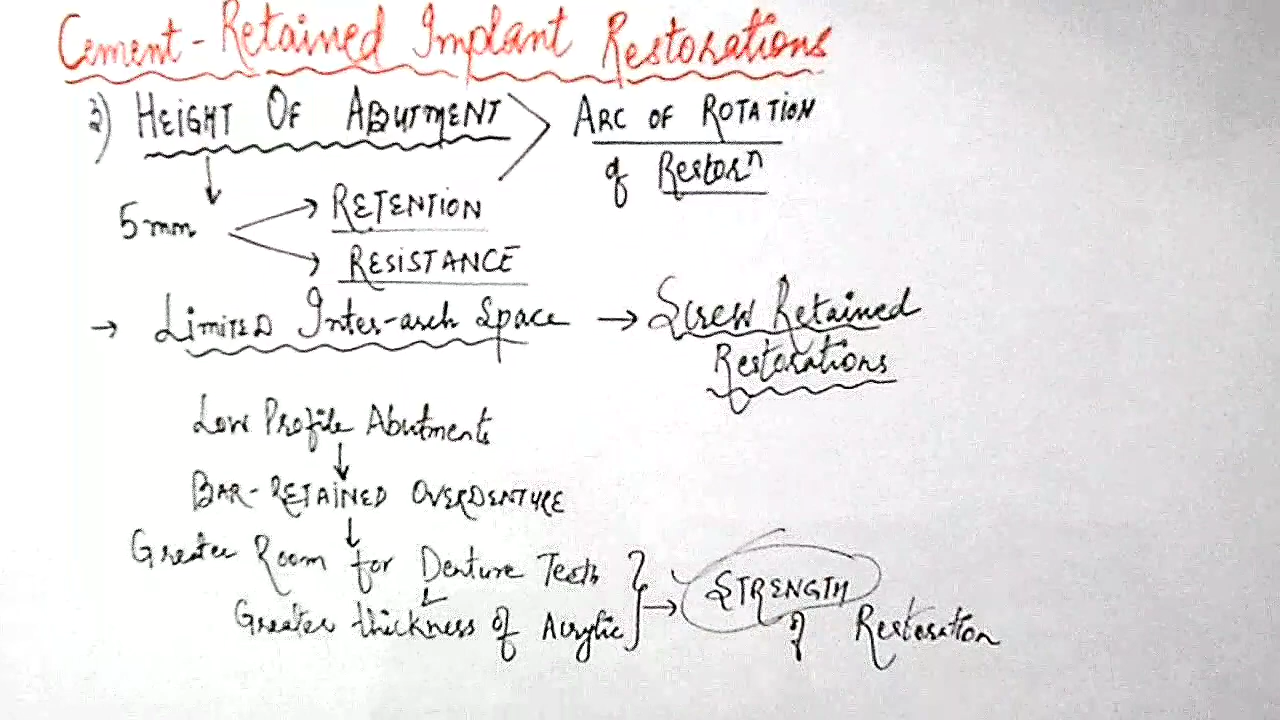 Cement-Retained Implant Restorations
3) HEIGHT OF ABUTMENT > ARC OF ROTATION
of Restorⁿ
5mm → RETENTION
→ RESISTANCE
→ LIMITED Inter-arch Space → Screw Retained
Restorations
Low Profile Abutments
↓
BAR-RETAINED OVERDENTURE
↓
Greater Room for Denture Teeth
Greater thickness of Acrylic } → STRENGTH
of Restoration